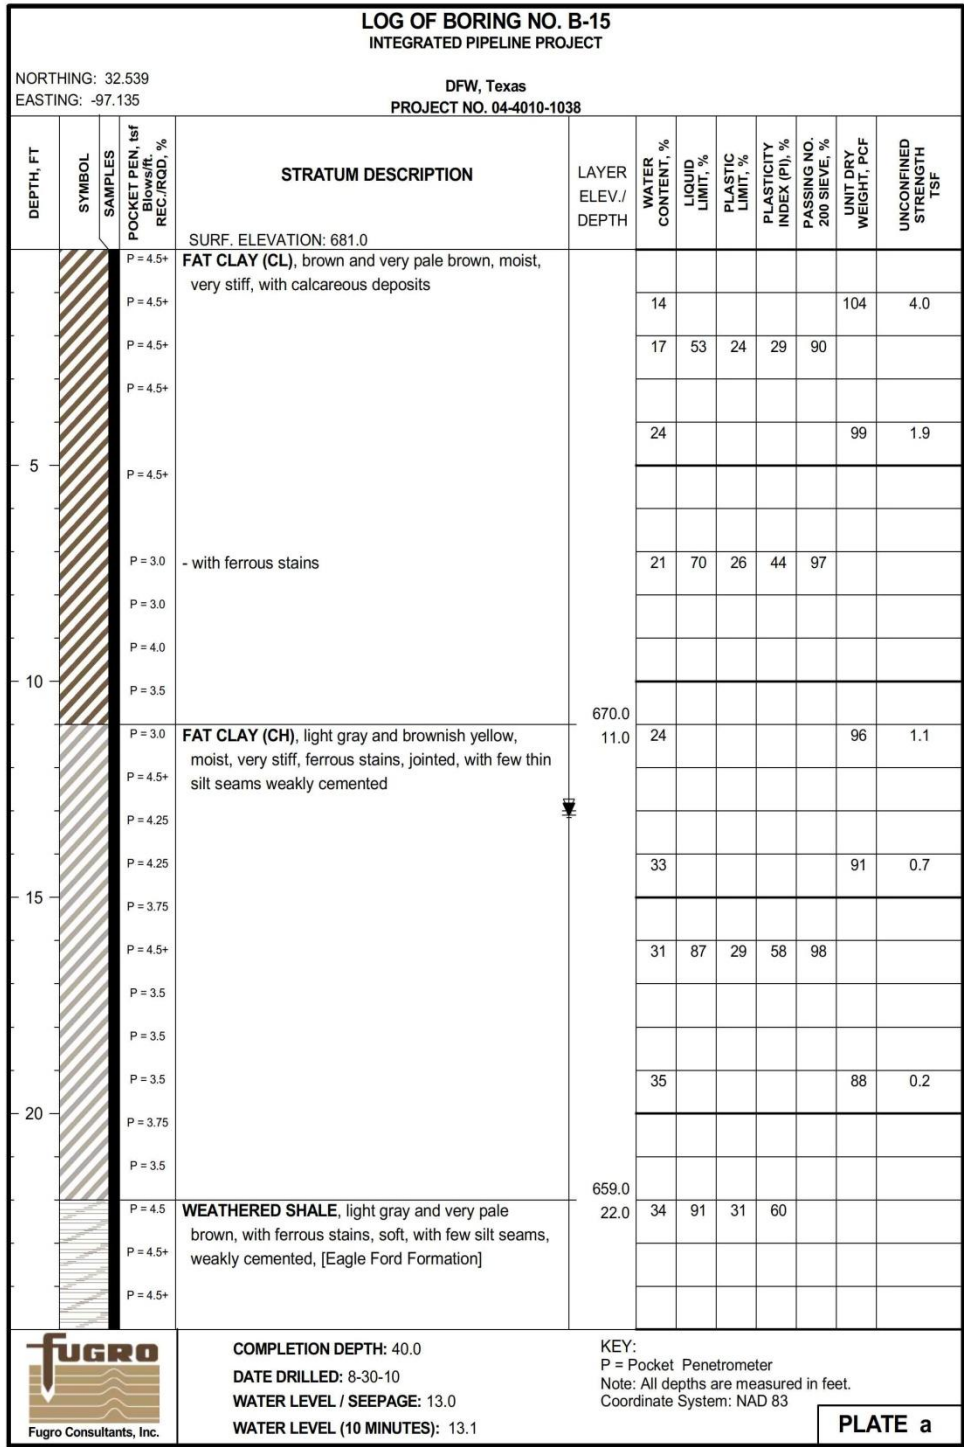 LOG OF BORING NO. B-15
INTEGRATED PIPELINE PROJECT
NORTHING: 32.539
EASTING: -97.135
DFW, Texas
PROJECT NO. 04-4010-1038
DEPTH, FT
SYMBOL
SAMPLES
POCKET PEN, tsf
Blows/ft.
REC./RQD, %
STRATUM DESCRIPTION
SURF. ELEVATION: 681.0
LAYER
ELEV./
DEPTH
WATER
CONTENT, %
LIQUID
LIMIT, %
PLASTIC
LIMIT, %
PLASTICITY
INDEX (PI), %
PASSING NO.
200 SIEVE, %
UNIT DRY
WEIGHT, PCF
UNCONFINED
STRENGTH
TSF
P = 4.5+ FAT CLAY (CL), brown and very pale brown, moist,
very stiff, with calcareous deposits
P = 4.5+ 14 104 4.0
P = 4.5+ 17 53 24 29 90
P = 4.5+
24 99 1.9
5
P = 4.5+
P = 3.0 - with ferrous stains 21 70 26 44 97
P = 3.0
P = 4.0
10
P = 3.5
670.0
P = 3.0 FAT CLAY (CH), light gray and brownish yellow, 11.0 24 96 1.1
moist, very stiff, ferrous stains, jointed, with few thin
P = 4.5+ silt seams weakly cemented
P = 4.25
P = 4.25 33 91 0.7
15
P = 3.75
P = 4.5+ 31 87 29 58 98
P = 3.5
P = 3.5
P = 3.5 35 88 0.2
20
P = 3.75
P = 3.5
659.0
P = 4.5 WEATHERED SHALE, light gray and very pale 22.0 34 91 31 60
brown, with ferrous stains, soft, with few silt seams,
P = 4.5+ weakly cemented, [Eagle Ford Formation]
P = 4.5+
FUGRO
Fugro Consultants, Inc.
COMPLETION DEPTH: 40.0
DATE DRILLED: 8-30-10
WATER LEVEL / SEEPAGE: 13.0
WATER LEVEL (10 MINUTES): 13.1
KEY:
P = Pocket Penetrometer
Note: All depths are measured in feet.
Coordinate System: NAD 83
PLATE a